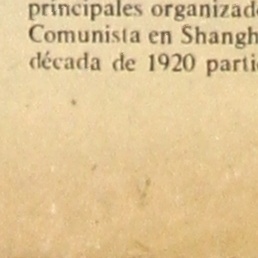 principales organizad
Comunista en Shangh
década de 1920 parti